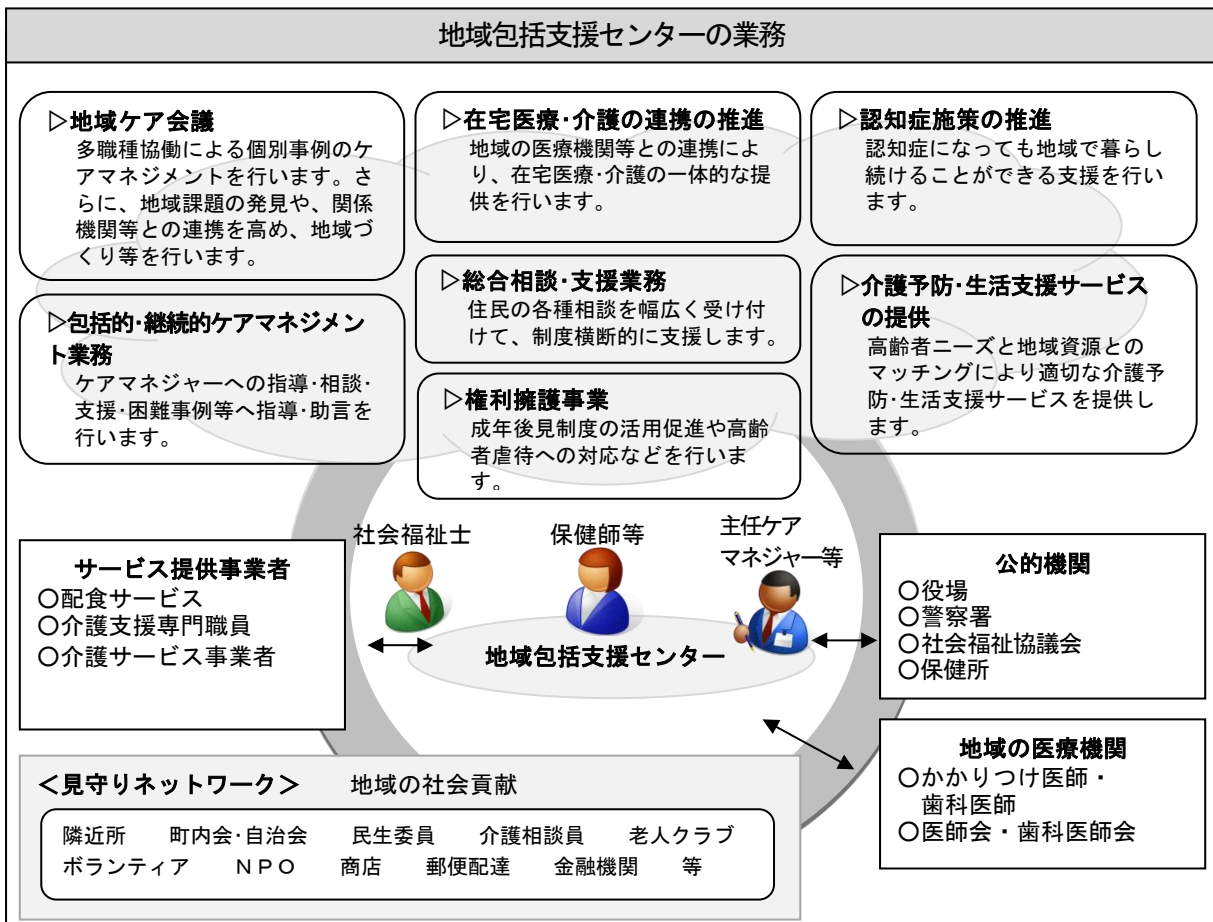 地域包括支援センターの業務
▷地域ケア会議
多職種協働による個別事例のケ
アマネジメントを行います。さ
らに、地域課題の発見や、関係
機関等との連携を高め、地域づ
くり等を行います。
▷包括的･継続的ケアマネジメン
ト業務
ケアマネジャーへの指導･相談･
支援･困難事例等へ指導･助言を
行います。
▷在宅医療･介護の連携の推進
地域の医療機関等との連携によ
り、在宅医療･介護の一体的な提
供を行います。
▷総合相談･支援業務
住民の各種相談を幅広く受け付
けて、制度横断的に支援します。
▷権利擁護事業
成年後見制度の活用促進や高齢
者虐待への対応などを行いま
す。
▷認知症施策の推進
認知症になっても地域で暮らし
続けることができる支援を行い
ます。
▷介護予防･生活支援サービス
の提供
高齢者ニーズと地域資源との
マッチングにより適切な介護予
防･生活支援サービスを提供し
ます。
社会福祉士
保健師等
主任ケア
マネジャー等
地域包括支援センター
サービス提供事業者
○配食サービス
○介護支援専門職員
○介護サービス事業者
公的機関
○役場
○警察署
○社会福祉協議会
○保健所
地域の医療機関
○かかりつけ医師・
歯科医師
○医師会・歯科医師会
＜見守りネットワーク＞ 地域の社会貢献
隣近所 町内会･自治会 民生委員 介護相談員 老人クラブ
ボランティア ＮＰＯ 商店 郵便配達 金融機関 等